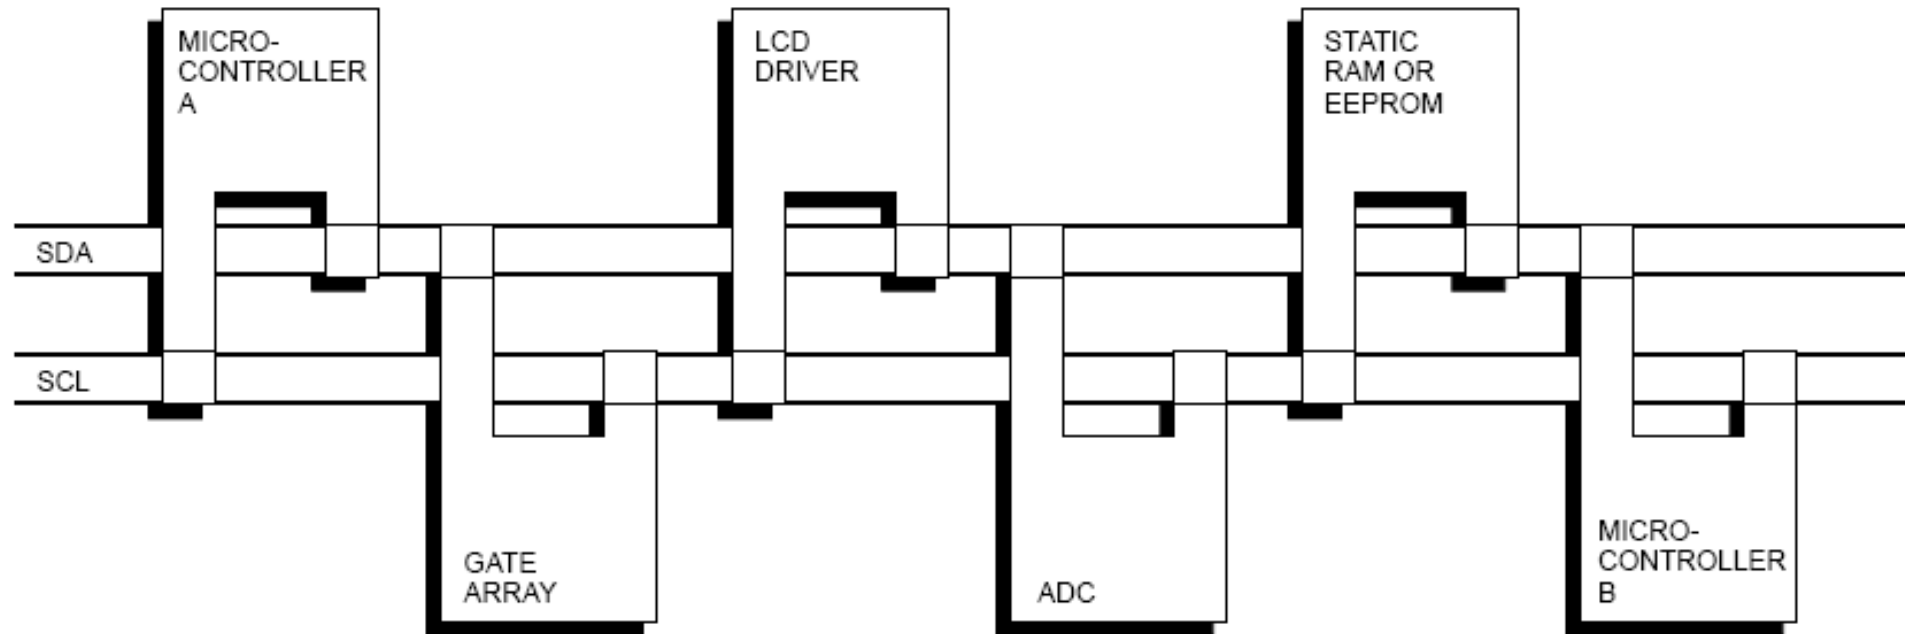 MICRO-
CONTROLLER
A
LCD
DRIVER
STATIC
RAM OR
EEPROM
SDA
SCL
GATE
ARRAY
ADC
MICRO-
CONTROLLER
B